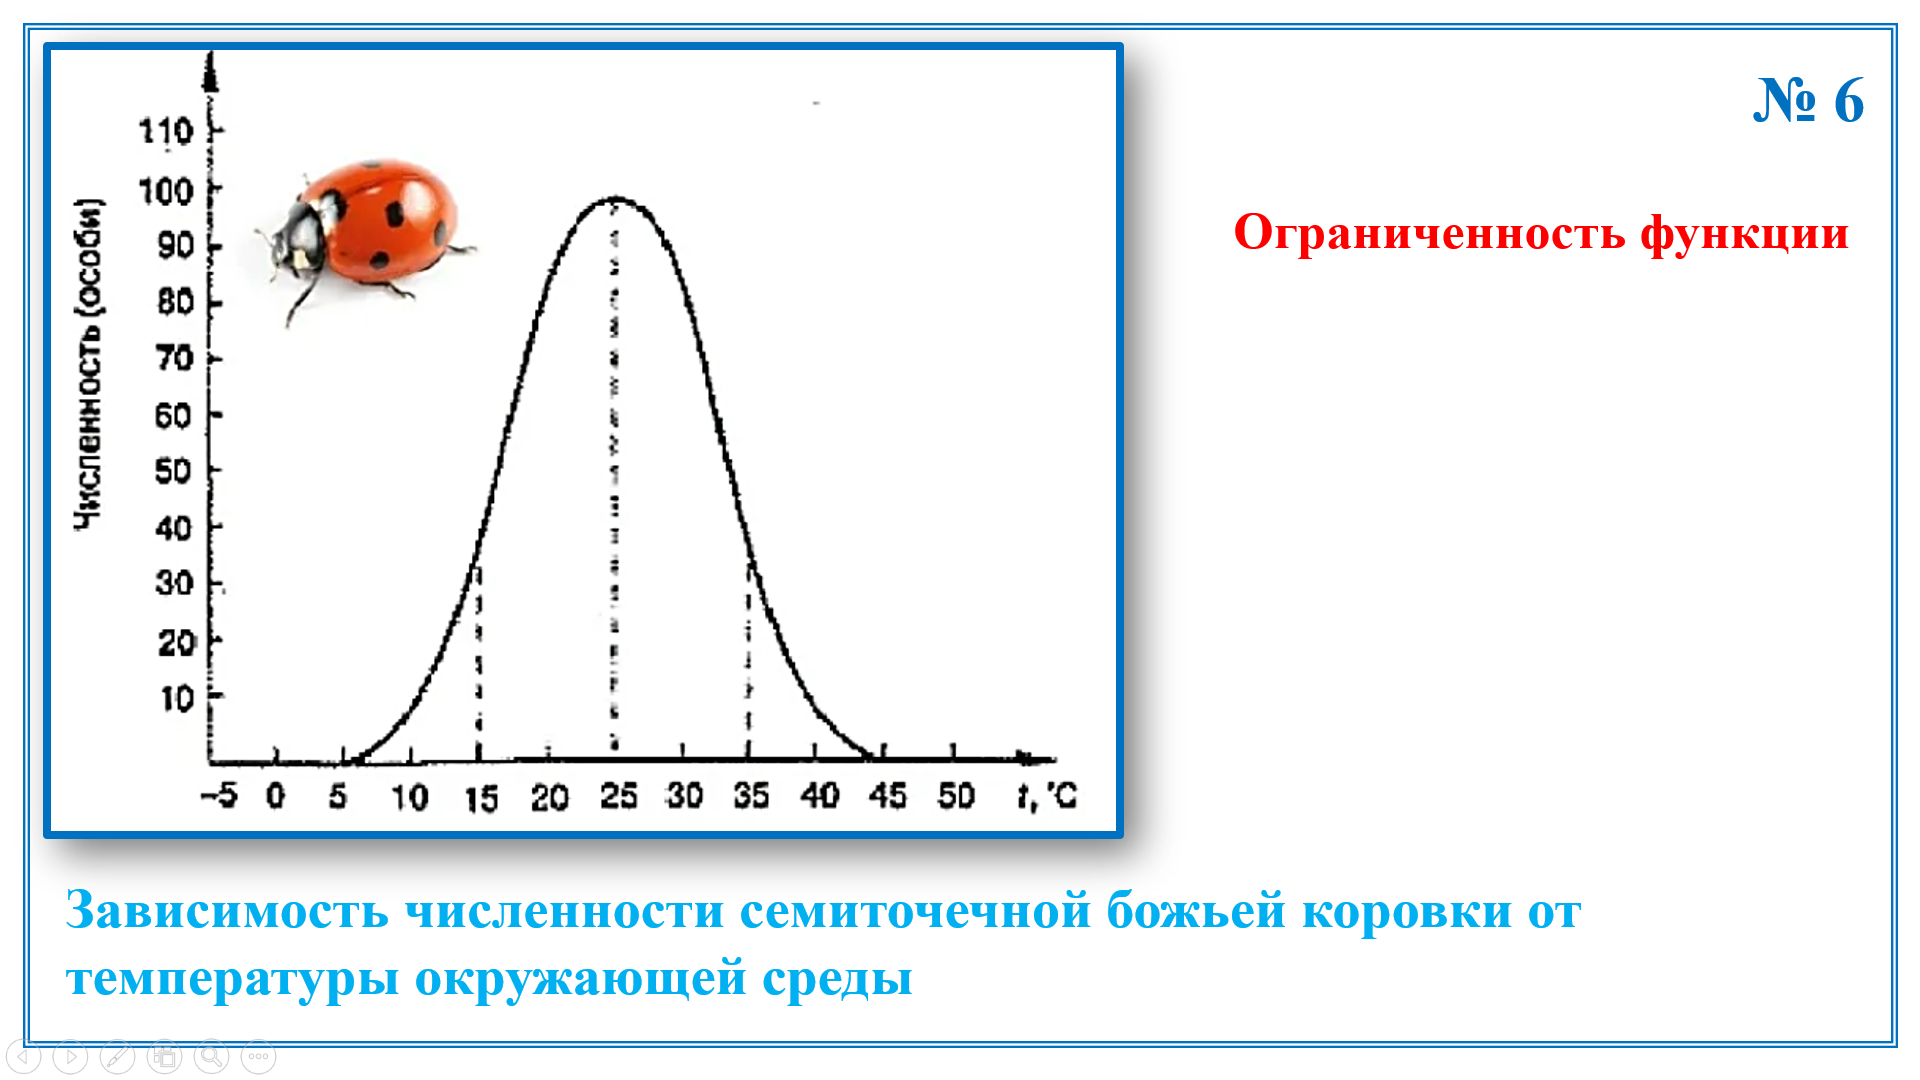 № 6
Ограниченность функции
Численность (особи)
110
100
90
80
70
60
50
40
30
20
10
-5 0 5 10 15 20 25 30 35 40 45 50 t, °C
Зависимость численности семиточечной божьей коровки от
температуры окружающей среды